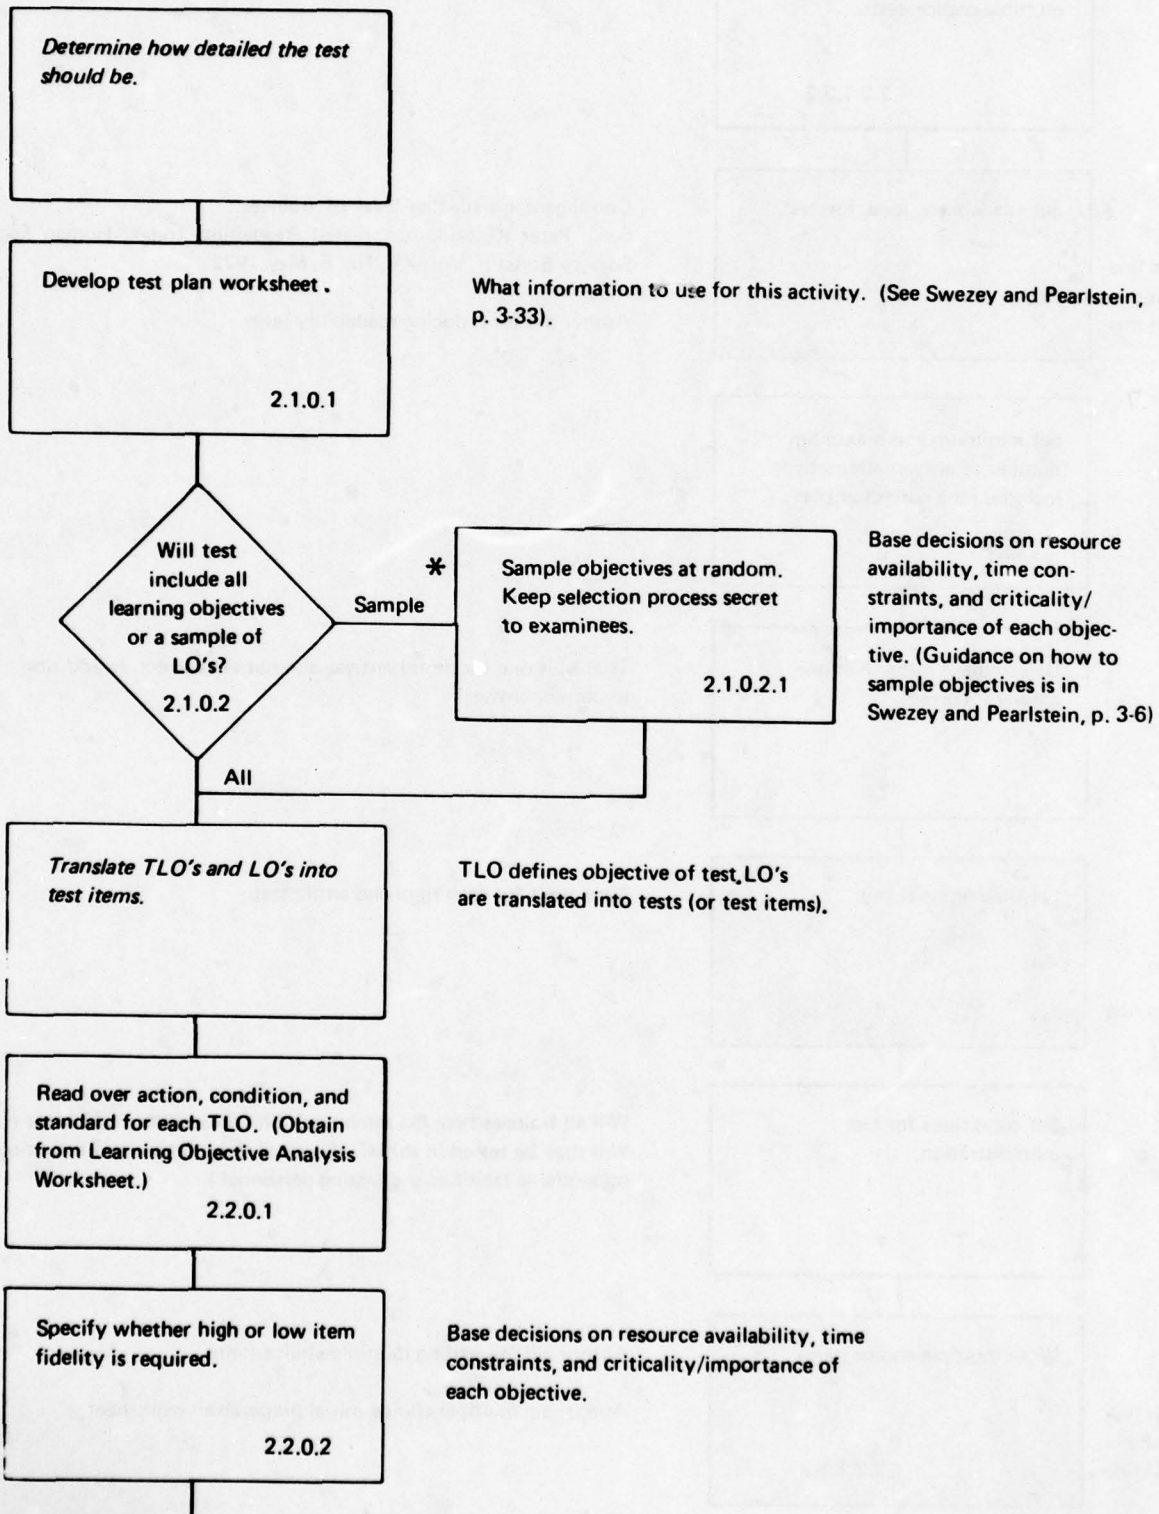 Determine how detailed the test
should be.
Develop test plan worksheet.
2.1.0.1
What information to use for this activity. (See Swezey and Pearlstein,
p. 3-33).
Will test
include all
learning objectives
or a sample of
LO's?
2.1.0.2
Sample
*
Sample objectives at random.
Keep selection process secret
to examinees.
2.1.0.2.1
Base decisions on resource
availability, time con-
straints, and criticality/
importance of each objec-
tive. (Guidance on how to
sample objectives is in
Swezey and Pearlstein, p. 3-6)
All
Translate TLO's and LO's into
test items.
TLO defines objective of test. LO's
are translated into tests (or test items).
Read over action, condition, and
standard for each TLO. (Obtain
from Learning Objective Analysis
Worksheet.)
2.2.0.1
Specify whether high or low item
fidelity is required.
2.2.0.2
Base decisions on resource availability, time
constraints, and criticality/importance of
each objective.